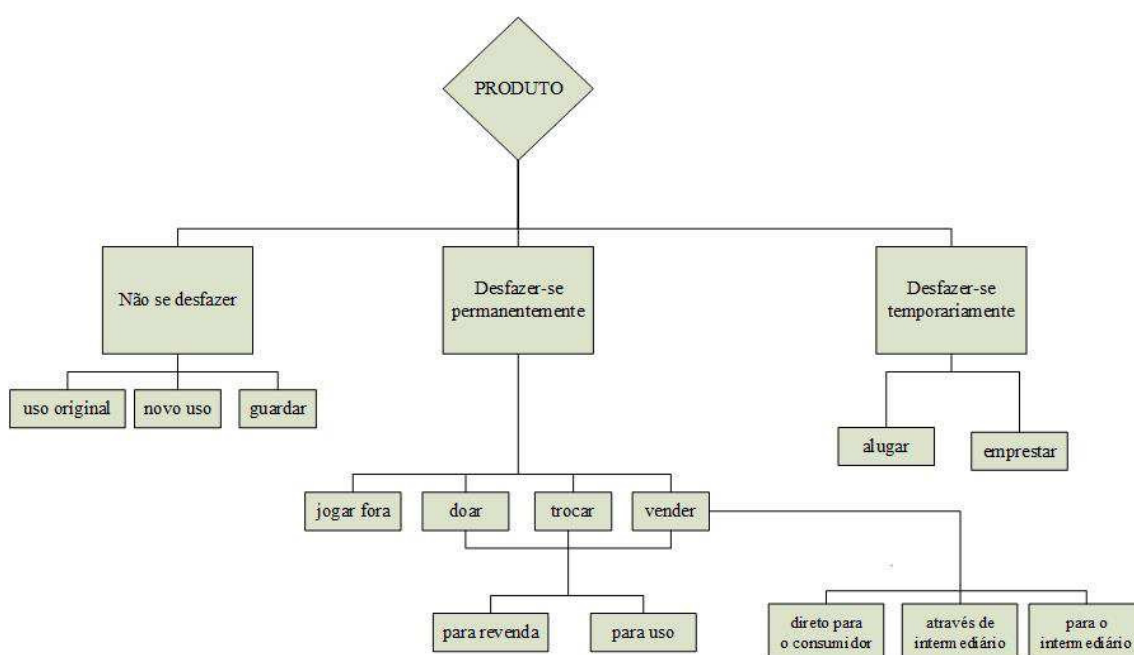 PRODUTO
Não se desfazer
Desfazer-se
permanentemente
Desfazer-se
temporariamente
uso original
novo uso
guardar
alugar
emprestar
jogar fora
doar
trocar
vender
para revenda
para uso
direto para
o consumidor
através de
intermediário
para o
intermediário